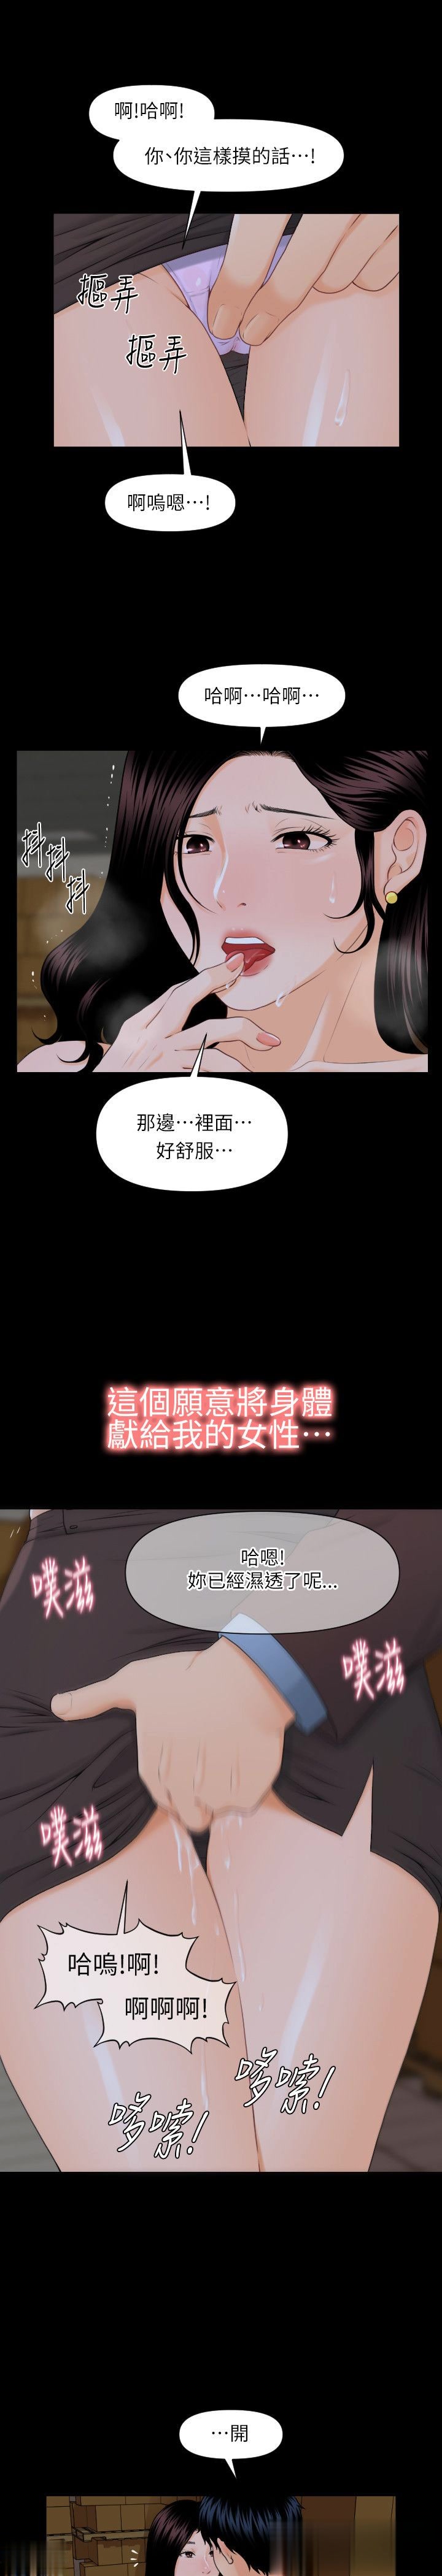 啊!哈啊!
你、你這樣摸的話⋯!
摳弄
摳弄
啊嗚嗯⋯!
哈啊⋯哈啊⋯
抖抖抖
那邊⋯裡面⋯
好舒服⋯
這個願意將身體
獻給我的女性⋯
哈嗯!
妳已經濕透了呢...
噗滋
噗滋
噗滋
哈嗚!啊!
啊啊啊!
哆嗦!
哆嗦!
⋯開